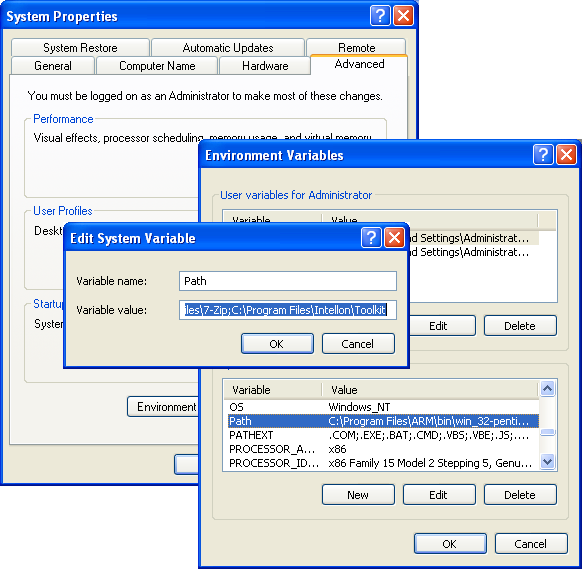 System Properties
System Restore Automatic Updates Remote
General Computer Name Hardware Advanced
You must be logged on as an Administrator to make most of these changes.
Performance
Visual effects, processor scheduling, memory usage, and virtual memory
Environment Variables
User variables for Administrator
Variable Value
nd Settings\Administrat...
nd Settings\Administrat...
Edit Delete
User Profiles
Deskt
Edit System Variable
Variable name: Path
Variable value: iles\7-Zip;C:\Program Files\Intellon\Toolkit
OK Cancel
Startup
System
Environment
Variable Value
OS Windows_NT
Path C:\Program Files\ARM\bin\win_32-penti...
PATHEXT .COM;.EXE;.BAT;.CMD;.VBS;.VBE;.JS;....
PROCESSOR_A... x86
PROCESSOR_ID... x86 Family 15 Model 2 Stepping 5, Genu...
New Edit Delete
OK Cancel